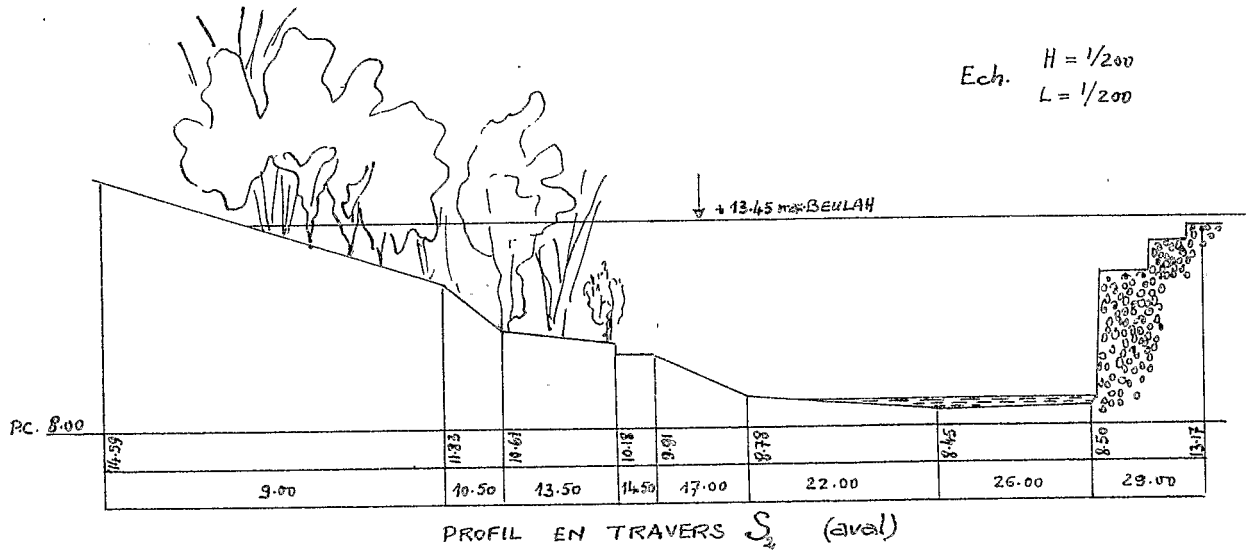 Ech. H = 1/200
L = 1/200
+ 13.45 max BEULAH
P.C. 8.00
14.59 11.83 10.61 10.18 9.91 8.78 8.45 8.50 13.17
9.00 10.50 13.50 14.50 17.00 22.00 26.00 29.00
PROFIL EN TRAVERS S2 (aval)